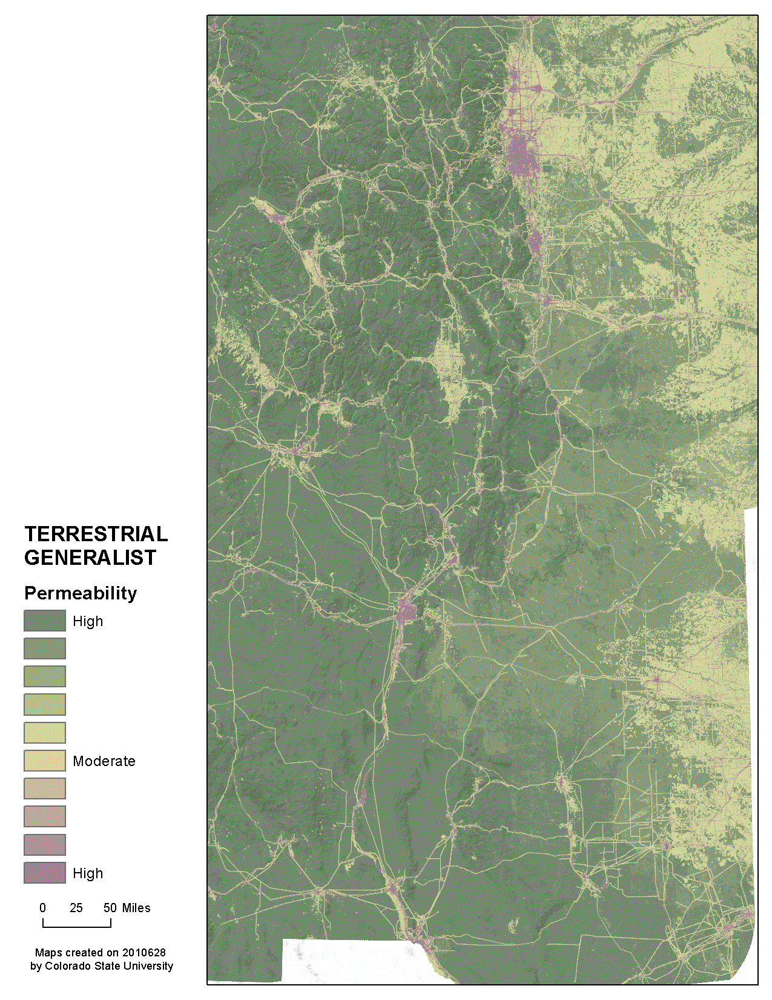 TERRESTRIAL
GENERALIST
Permeability
High
Moderate
High
0 25 50 Miles
Maps created on 2010628
by Colorado State University